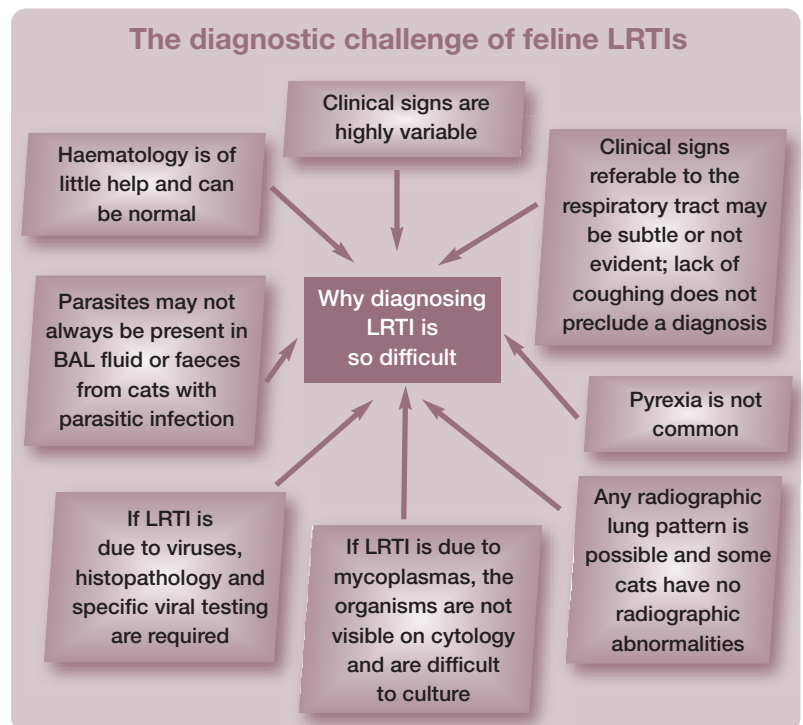 The diagnostic challenge of feline LRTIs
Clinical signs are
highly variable
Haematology is of
little help and can
be normal
Clinical signs
referable to the
respiratory tract may
be subtle or not
evident; lack of
coughing does not
preclude a diagnosis
Parasites may not
always be present in
BAL fluid or faeces
from cats with
parasitic infection
Why diagnosing
LRTI is
so difficult
Pyrexia is not
common
If LRTI is
due to viruses,
histopathology and
specific viral testing
are required
If LRTI is due to
mycoplasmas, the
organisms are not
visible on cytology
and are difficult
to culture
Any radiographic
lung pattern is
possible and some
cats have no
radiographic
abnormalities